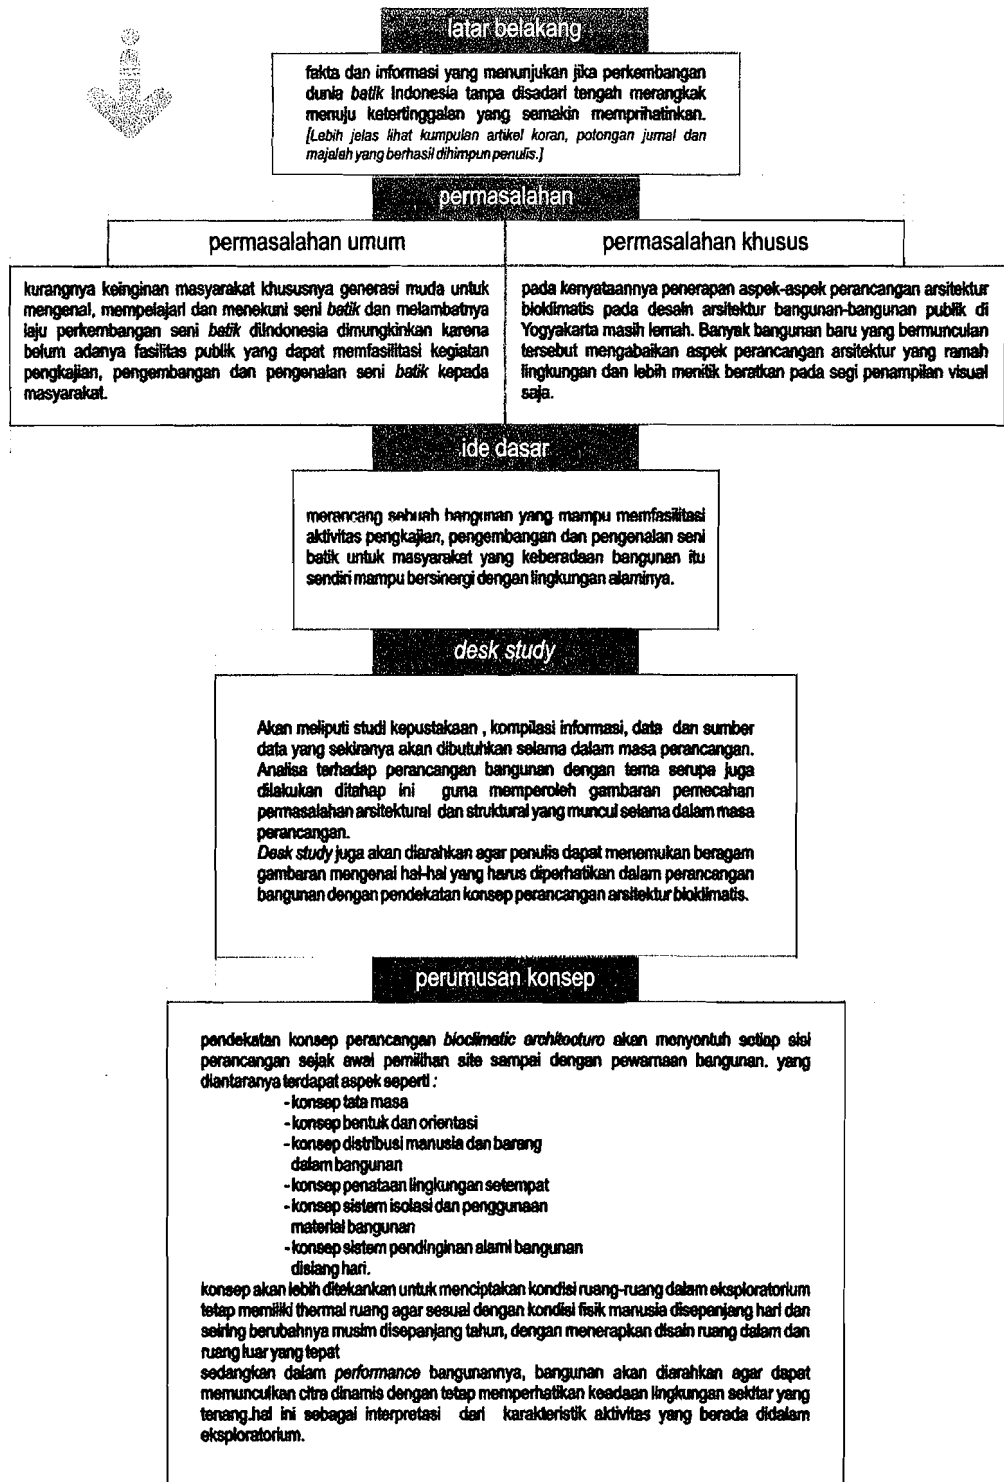 latar belakang
fakta dan informasi yang menunjukan jika perkembangan
dunia batik Indonesia tanpa disadari tengah merangkak
menuju ketertinggalan yang semakin memprihatinkan.
[Lebih jelas lihat kumpulan artikel koran, potongan jurnal dan
majalah yang berhasil dihimpun penulis.]
permasalahan
permasalahan umum
kurangnya keinginan masyarakat khususnya generasi muda untuk
mengenal, mempelajari dan menekuni seni batik dan melambatnya
laju perkembangan seni batik diIndonesia dimungkinkan karena
belum adanya fasilitas publik yang dapat memfasilitasi kegiatan
pengkajian, pengembangan dan pengenalan seni batik kepada
masyarakat.
permasalahan khusus
pada kenyataannya penerapan aspek-aspek perancangan arsitektur
bioklimatis pada desain arsitektur bangunan-bangunan publik di
Yogyakarta masih lemah. Banyak bangunan baru yang bermunculan
tersebut mengabaikan aspek perancangan arsitektur yang ramah
lingkungan dan lebih menitik beratkan pada segi penampilan visual
saja.
ide dasar
merancang sebuah bangunan yang mampu memfasilitasi
aktivitas pengkajian, pengembangan dan pengenalan seni
batik untuk masyarakat yang keberadaan bangunan itu
sendiri mampu bersinergi dengan lingkungan alaminya.
desk study
Akan meliputi studi kepustakaan , kompilasi informasi, data dan sumber
data yang sekiranya akan dibutuhkan selama dalam masa perancangan.
Analisa terhadap perancangan bangunan dengan tema serupa juga
dilakukan ditahap ini guna memperoleh gambaran pemecahan
permasalahan arsitektural dan struktural yang muncul selama dalam masa
perancangan.
Desk study juga akan diarahkan agar penulis dapat menemukan beragam
gambaran mengenai hal-hal yang harus diperhatikan dalam perancangan
bangunan dengan pendekatan konsep perancangan arsitektur bioklimatis.
perumusan konsep
pendekatan konsep perancangan bioclimatic architecture akan menyentuh setiap sisi
perancangan sejak awal pemilihan site sampai dengan pewarnaan bangunan. yang
diantaranya terdapat aspek seperti :
- konsep tata masa
- konsep bentuk dan orientasi
- konsep distribusi manusia dan barang
dalam bangunan
- konsep penataan lingkungan setempat
- konsep sistem isolasi dan penggunaan
material bangunan
- konsep sistem pendinginan alami bangunan
disiang hari.
konsep akan lebih ditekankan untuk menciptakan kondisi ruang-ruang dalam eksploratorium
tetap memiliki thermal ruang agar sesuai dengan kondisi fisik manusia disepanjang hari dan
seiring berubahnya musim disepanjang tahun, dengan menerapkan disain ruang dalam dan
ruang luar yang tepat
sedangkan dalam performance bangunannya, bangunan akan diarahkan agar dapat
memunculkan citra dinamis dengan tetap memperhatikan keadaan lingkungan sekitar yang
tenang.hal ini sebagai interpretasi dari karakteristik aktivitas yang berada didalam
eksploratorium.